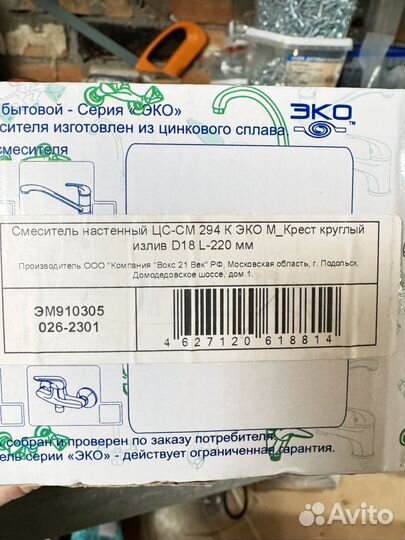 бытовой - Серия «ЭКО»
ЭКО
TM
сителя изготовлен из цинкового сплава.
смесителя
Смеситель настенный ЦС-СМ 294 К ЭКО М_Крест круглый
излив D18 L-220 мм
Производитель ООО "Компания "Вокс 21 Век" РФ, Московская область, г. Подольск,
Домодедовское шоссе, дом 1.
ЭМ910305
026-2301
4 627120 618814
собран и проверен по заказу потребителя.
ель серии «ЭКО» - действует ограниченная гарантия.
Avito